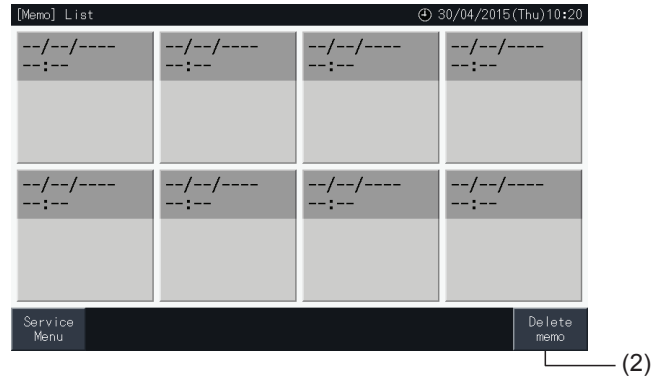 [Memo] List 30/04/2015(Thu)10:20
--/--/---- --/--/---- --/--/---- --/--/----
--:-- --:-- --:-- --:--
--/--/---- --/--/---- --/--/---- --/--/----
--:-- --:-- --:-- --:--
Service Delete
Menu memo
(2)